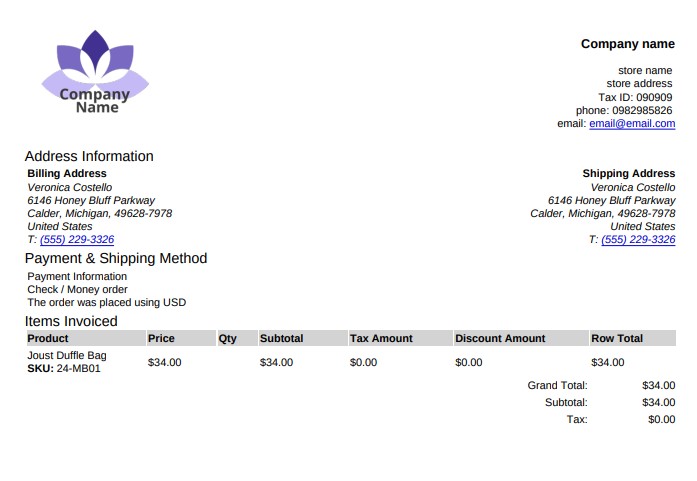 Company
Name
Company name
store name
store address
Tax ID: 090909
phone: 0982985826
email: email@email.com
Address Information
Billing Address
Veronica Costello
6146 Honey Bluff Parkway
Calder, Michigan, 49628-7978
United States
T: (555) 229-3326
Shipping Address
Veronica Costello
6146 Honey Bluff Parkway
Calder, Michigan, 49628-7978
United States
T: (555) 229-3326
Payment & Shipping Method
Payment Information
Check / Money order
The order was placed using USD
Items Invoiced
Product Price Qty Subtotal Tax Amount Discount Amount Row Total
Joust Duffle Bag
SKU: 24-MB01 $34.00 $34.00 $0.00 $0.00 $34.00
Grand Total: $34.00
Subtotal: $34.00
Tax: $0.00